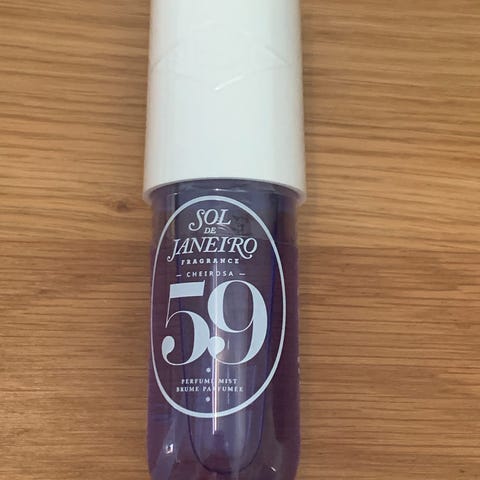 SOL
DE
JANEIRO
FRAGRANCE
— CHEIROSA —
59
PERFUME MIST
BRUME PARFUMÉE